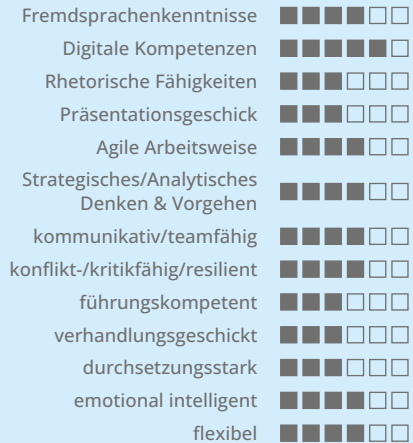 Fremdsprachenkenntnisse
Digitale Kompetenzen
Rhetorische Fähigkeiten
Präsentationsgeschick
Agile Arbeitsweise
Strategisches/Analytisches
Denken & Vorgehen
kommunikativ/teamfähig
konflikt-/kritikfähig/resilient
führungskompetent
verhandlungsgeschickt
durchsetzungsstark
emotional intelligent
flexibel